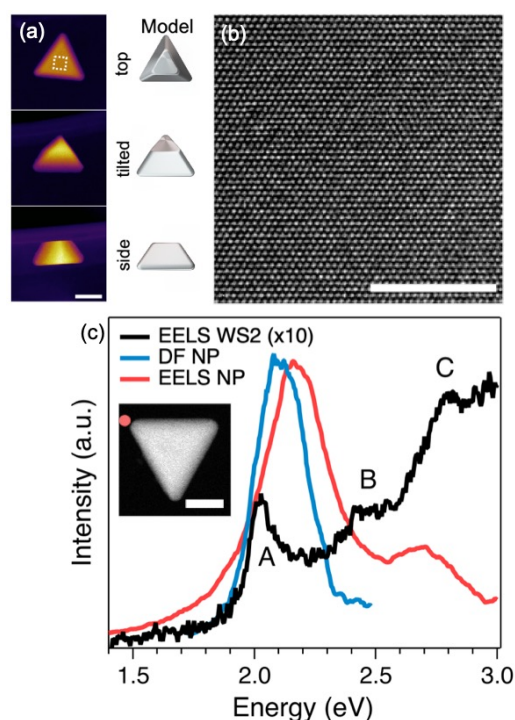 (a)
Model
top
tilted
side
(b)
(c)
EELS WS2 (x10)
DF NP
EELS NP
A
B
C
Intensity (a.u.)
1.5 2.0 2.5 3.0
Energy (eV)